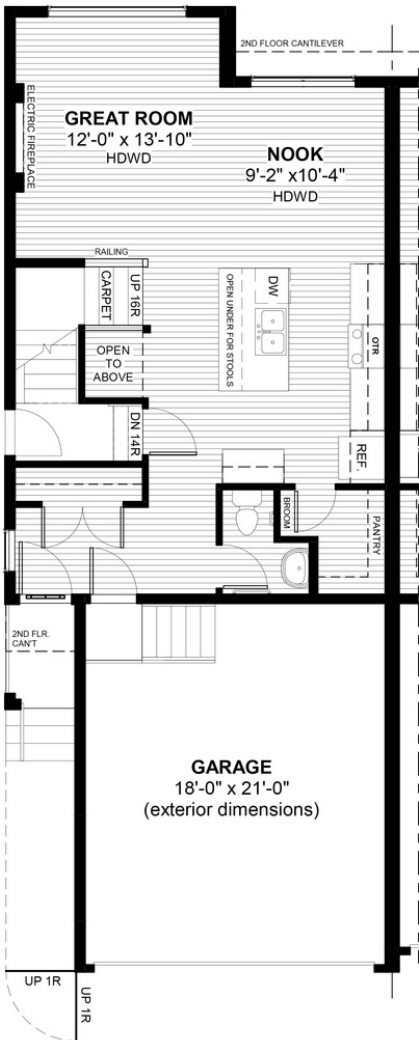 2ND FLOOR CANTILEVER
ELECTRIC FIREPLACE
GREAT ROOM
12'-0" x 13'-10"
HDWD
NOOK
9'-2" x10'-4"
HDWD
RAILING
CARPET
UP 16R
OPEN UNDER FOR STOOLS
DW
OTR
OPEN
TO
ABOVE
DN 14R
REF.
BROOM
PANTRY
2ND FLR.
CAN'T
GARAGE
18'-0" x 21'-0"
(exterior dimensions)
UP 1R
UP 1R